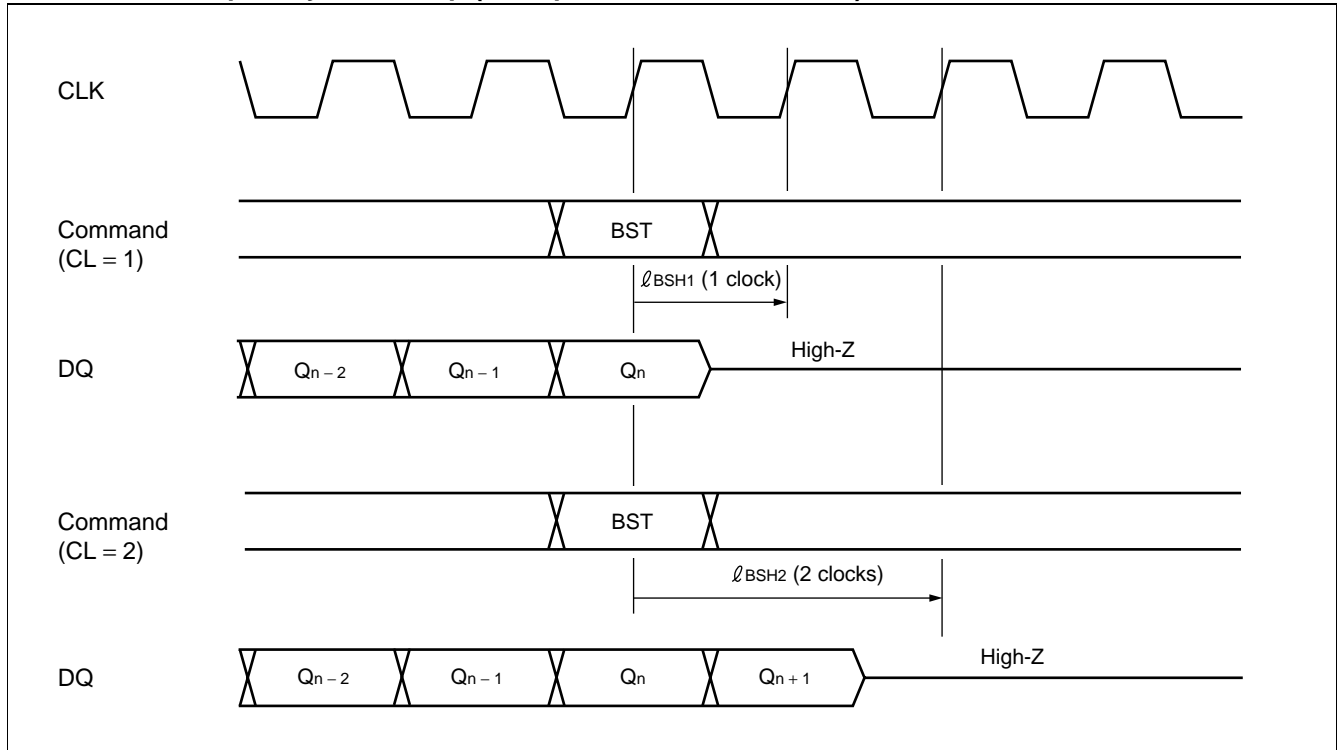 CLK
Command
(CL = 1)
BST
ℓBSH1 (1 clock)
DQ
Qn – 2
Qn – 1
Qn
High-Z
Command
(CL = 2)
BST
ℓBSH2 (2 clocks)
DQ
Qn – 2
Qn – 1
Qn
Qn + 1
High-Z